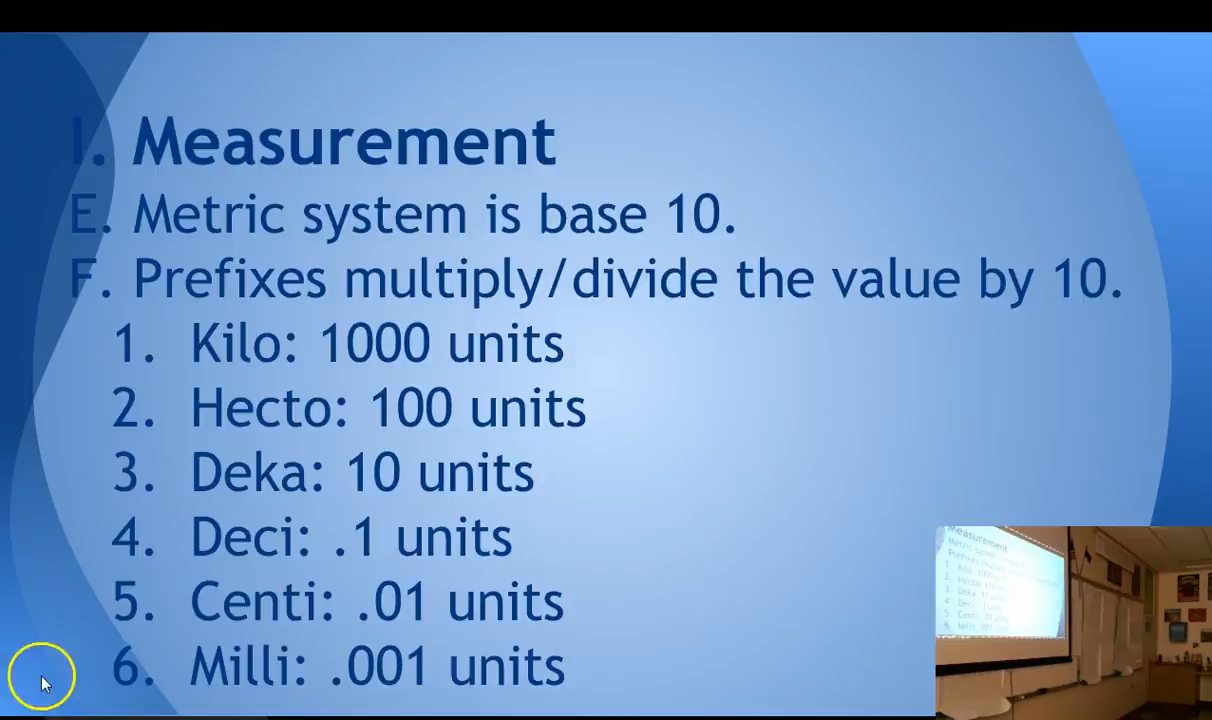 I. Measurement
E. Metric system is base 10.
F. Prefixes multiply/divide the value by 10.
1. Kilo: 1000 units
2. Hecto: 100 units
3. Deka: 10 units
4. Deci: .1 units
5. Centi: .01 units
6. Milli: .001 units
Measurement